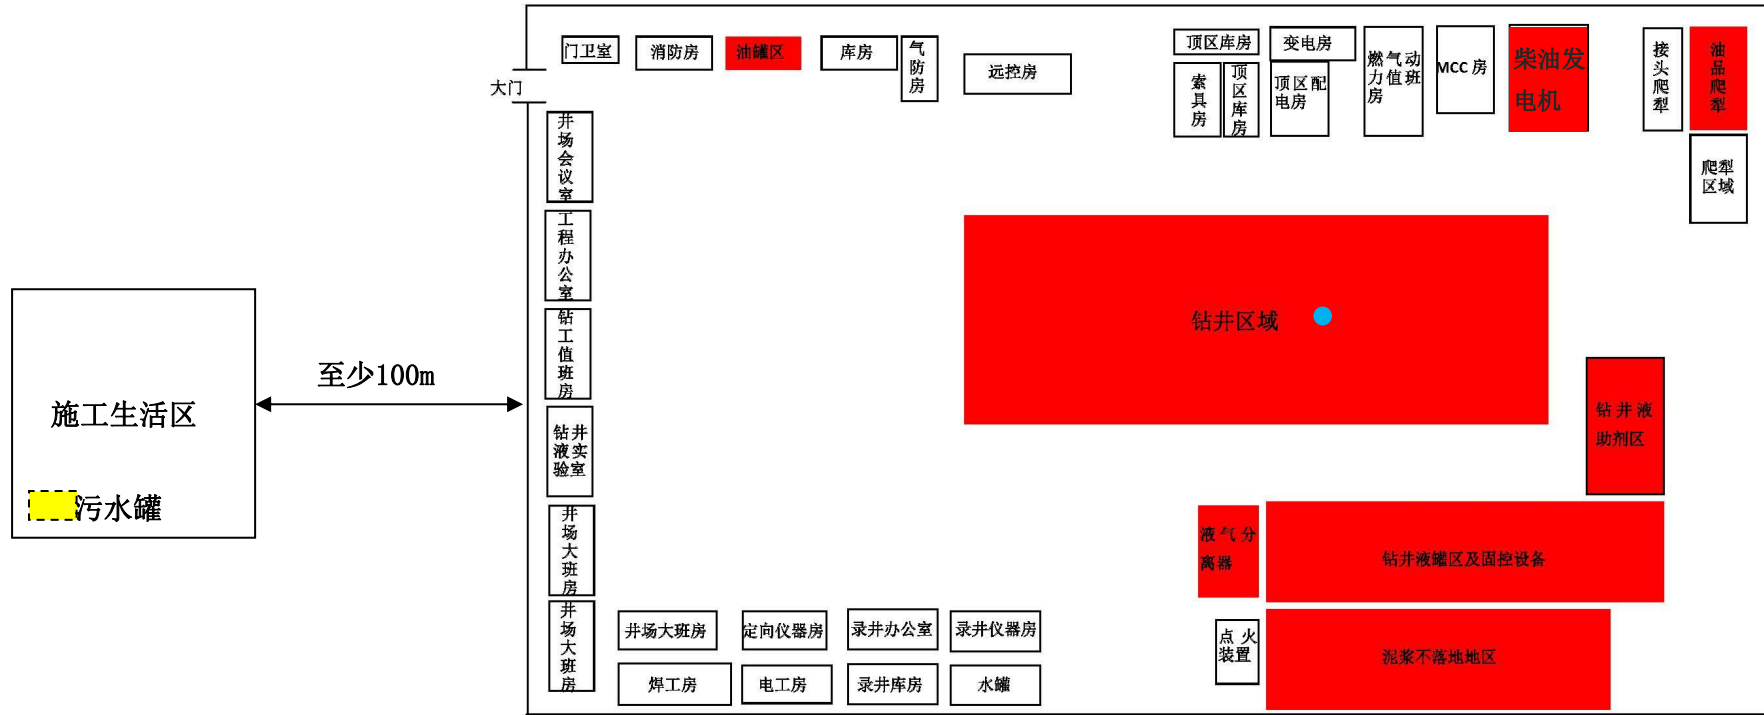 门卫室
消防房
油罐区
库房
气
防
房
远控房
顶区库房
变电房
索
具
房
顶
区
库
房
顶区配
电房
燃气动
力值班
房
MCC 房
柴油发
电机
接
头
爬
犁
油
品
爬
犁
爬犁
区域
大门
井
场
会
议
室
工
程
办
公
室
钻
工
值
班
房
钻井
液实
验室
井
场
大
班
房
井
场
大
班
房
钻井区域
至少100m
施工生活区
污水罐
钻井液
助剂区
液气分
离器
钻井液罐区及固控设备
井场大班房
定向仪器房
录井办公室
录井仪器房
点火
装置
泥浆不落地地区
焊工房
电工房
录井库房
水罐